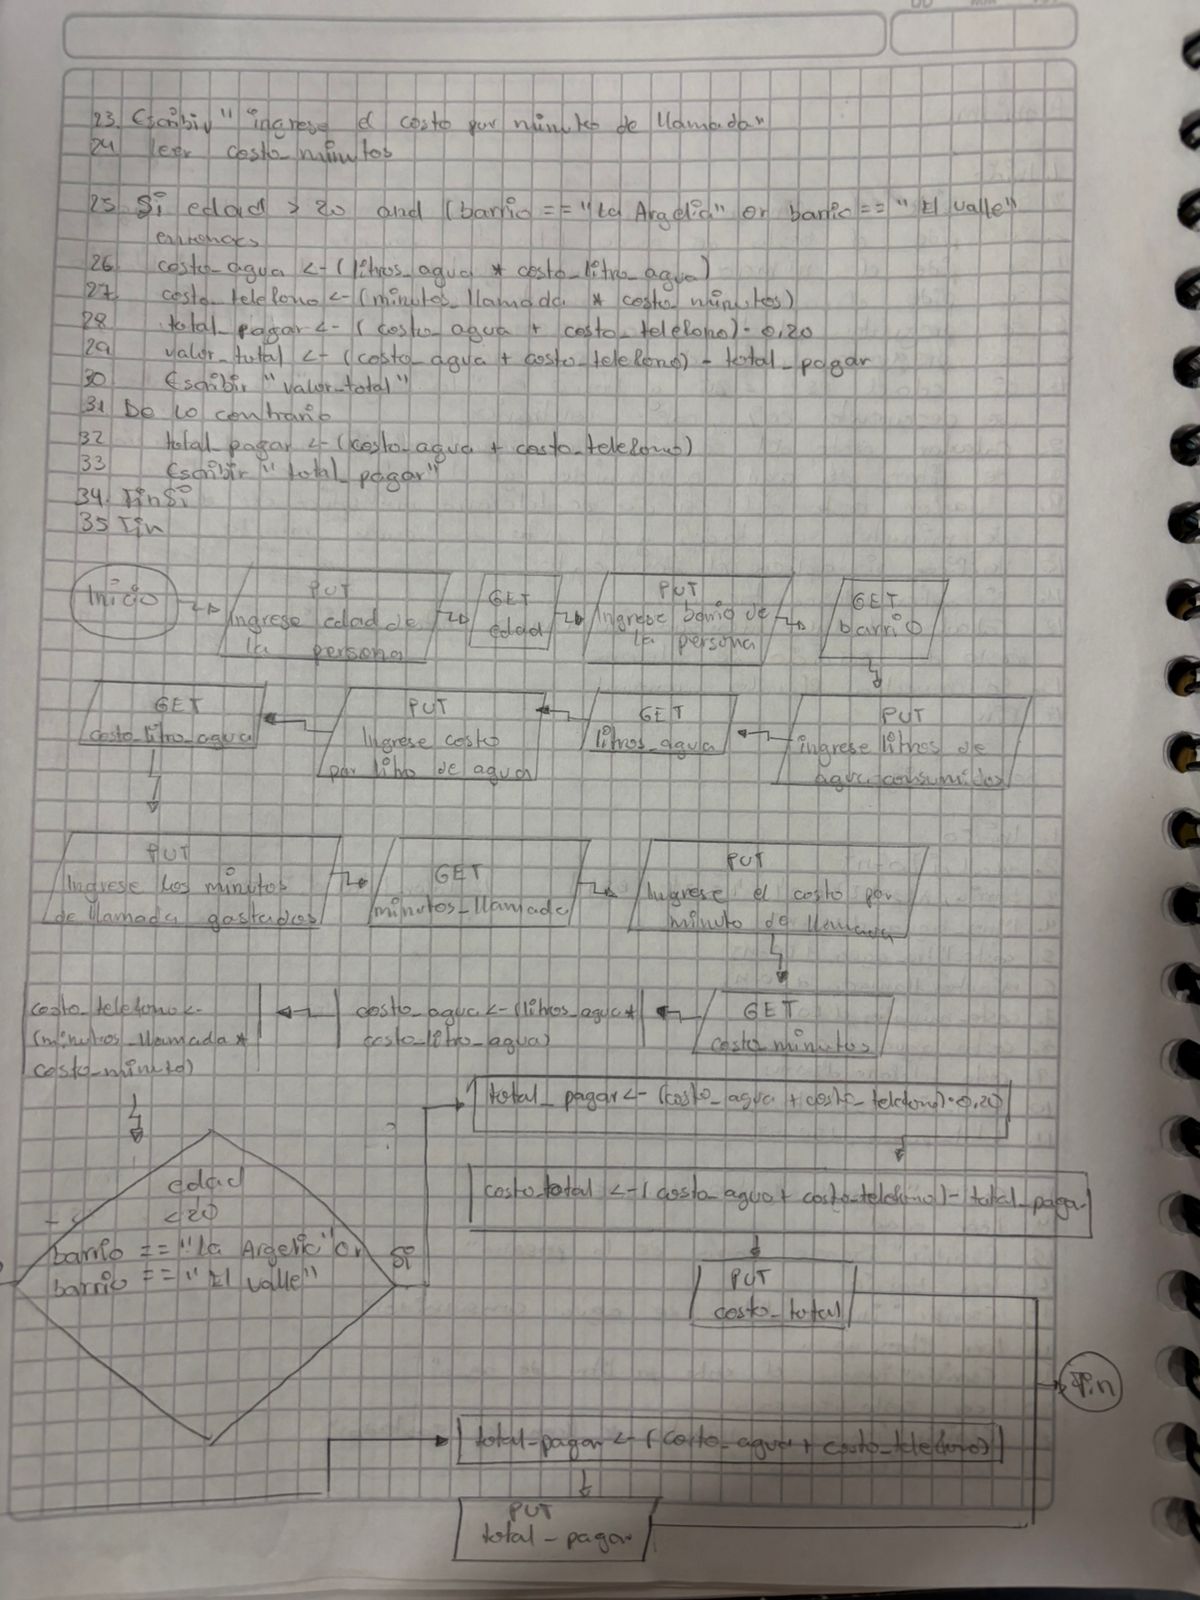 23. Escribir "ingrese el costo por minuto de llamada"
24 leer costo_minutos
25. Si edad > 20 and (barrio == "La Argelia" or barrio == "El valle"
entonces
26 costo_agua <- (litros_agua * costo_litro_agua)
27. costo_telefono <- (minutos_llamada * costo minutos)
28 total_pagar <- (costo_agua + costo_telefono) · 0,20
29 valor_total <- (costo_agua + costo_telefono) - total_pagar
30 Escribir "valor_total"
31 De lo contrario
32 total_pagar <- (costo_agua + costo_telefono)
33 Escribir "total_pagar"
34. FinSi
35 Fin
Inicio
PUT
Ingrese edad de
la persona
GET
edad
PUT
Ingrese barrio de
la persona
GET
barrio
PUT
ingrese litros de
agua consumidos
GET
litros_agua
PUT
Ingrese costo
por litro de agua
GET
costo_litro_agua
PUT
Ingrese los minutos
de llamada gastados
GET
minutos_llamada
PUT
Ingrese el costo por
minuto de llamada
GET
costo_minutos
costo_agua <- (litros_agua *
costo_litro_agua)
costo_telefono <-
(minutos_llamada *
costo_minuto)
edad
< 20
barrio == "La Argelia" or
barrio == "El valle"
Si
total_pagar <- (costo_agua + costo_telefono) · 0,20
costo_total <- (costo_agua + costo_telefono) - total_pagar
PUT
costo_total
total_pagar <- (costo_agua + costo_telefono)
PUT
total_pagar
Fin